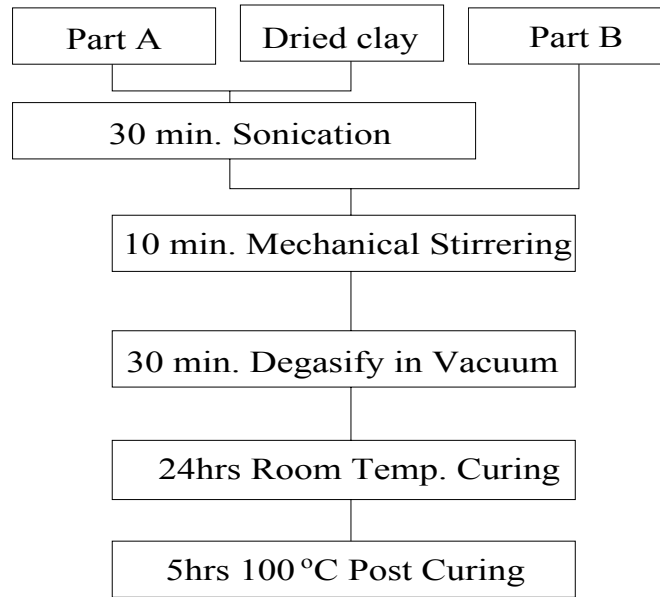 Part A
Dried clay
Part B
30 min. Sonication
10 min. Mechanical Stirrering
30 min. Degasify in Vacuum
24hrs Room Temp. Curing
5hrs 100 ºC Post Curing